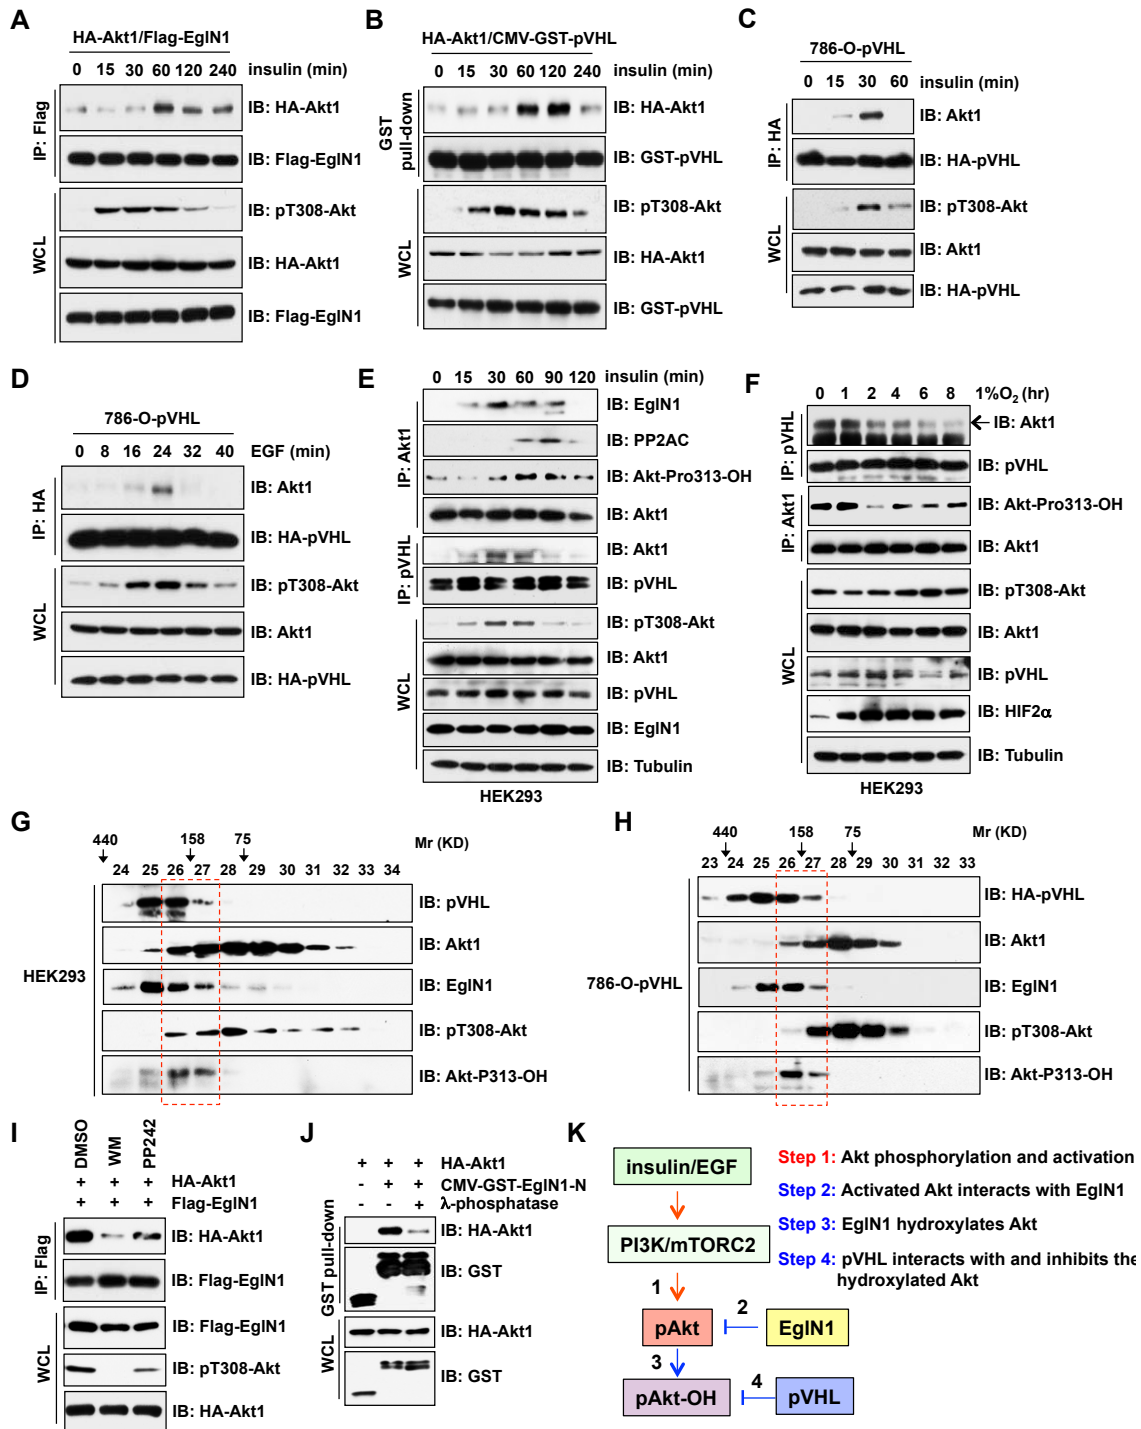 A
HA-Akt1/Flag-EglN1
0 15 30 60 120 240 insulin (min)
IP: Flag
IB: HA-Akt1
IB: Flag-EglN1
WCL
IB: pT308-Akt
IB: HA-Akt1
IB: Flag-EglN1
B
HA-Akt1/CMV-GST-pVHL
0 15 30 60 120 240 insulin (min)
GST
pull-down
IB: HA-Akt1
IB: GST-pVHL
WCL
IB: pT308-Akt
IB: HA-Akt1
IB: GST-pVHL
C
786-O-pVHL
0 15 30 60 insulin (min)
IP: HA
IB: Akt1
IB: HA-pVHL
WCL
IB: pT308-Akt
IB: Akt1
IB: HA-pVHL
D
786-O-pVHL
0 8 16 24 32 40 EGF (min)
IP: HA
IB: Akt1
IB: HA-pVHL
WCL
IB: pT308-Akt
IB: Akt1
IB: HA-pVHL
E
0 15 30 60 90 120 insulin (min)
IP: Akt1
IB: EglN1
IB: PP2AC
IB: Akt-Pro313-OH
IB: Akt1
IP: pVHL
IB: Akt1
IB: pVHL
WCL
IB: pT308-Akt
IB: Akt1
IB: pVHL
IB: EglN1
IB: Tubulin
HEK293
F
0 1 2 4 6 8 1%O₂ (hr)
IP: pVHL
IB: Akt1
IB: pVHL
IP: Akt1
IB: Akt-Pro313-OH
IB: Akt1
WCL
IB: pT308-Akt
IB: Akt1
IB: pVHL
IB: HIF2α
IB: Tubulin
HEK293
G
440 158 75 Mr (KD)
24 25 26 27 28 29 30 31 32 33 34
HEK293
IB: pVHL
IB: Akt1
IB: EglN1
IB: pT308-Akt
IB: Akt-P313-OH
H
440 158 75 Mr (KD)
23 24 25 26 27 28 29 30 31 32 33
786-O-pVHL
IB: HA-pVHL
IB: Akt1
IB: EglN1
IB: pT308-Akt
IB: Akt-P313-OH
I
DMSO WM PP242
+ + + HA-Akt1
+ + + Flag-EglN1
IP: Flag
IB: HA-Akt1
IB: Flag-EglN1
WCL
IB: Flag-EglN1
IB: pT308-Akt
IB: HA-Akt1
J
+ + + HA-Akt1
- + + CMV-GST-EglN1-N
- - + λ-phosphatase
GST pull-down
IB: HA-Akt1
IB: GST
WCL
IB: HA-Akt1
IB: GST
K
insulin/EGF
PI3K/mTORC2
1
pAkt
2
EglN1
3
pAkt-OH
4
pVHL
Step 1: Akt phosphorylation and activation
Step 2: Activated Akt interacts with EglN1
Step 3: EglN1 hydroxylates Akt
Step 4: pVHL interacts with and inhibits the
hydroxylated Akt